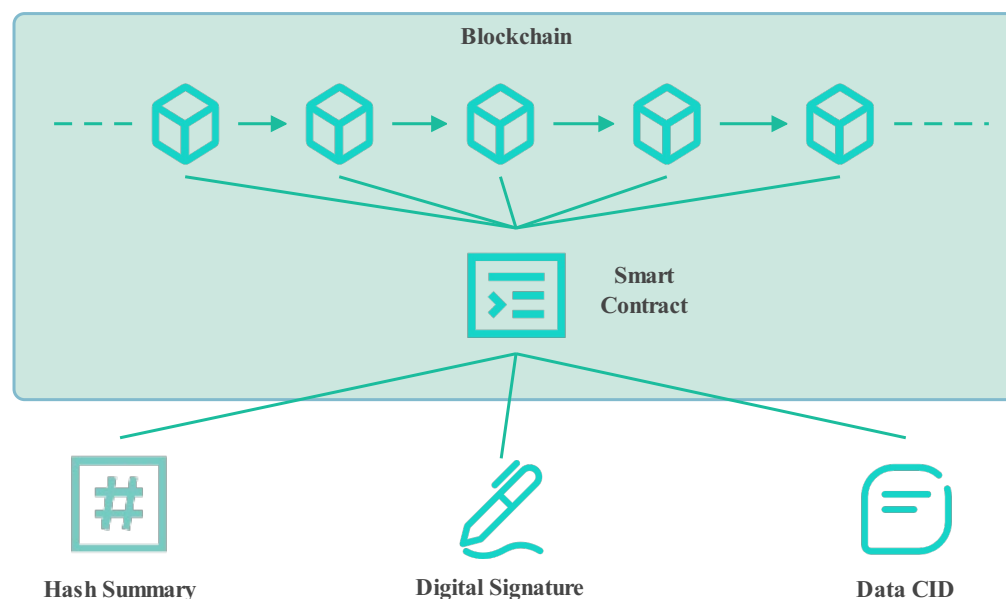 Blockchain
Smart
Contract
Hash Summary
Digital Signature
Data CID